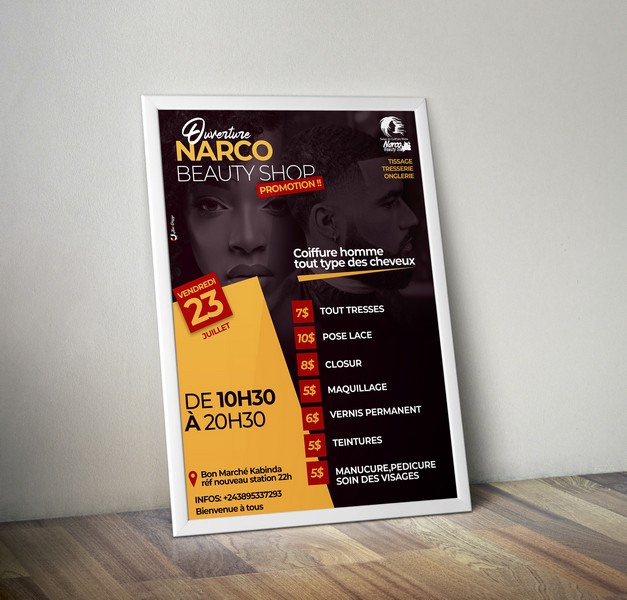 Ouverture
NARCO
BEAUTY SHOP
PROMOTION !!
Narco
TISSAGE
TRESSERIE
ONGLERIE
Coiffure homme
tout type des cheveux
VENDREDI
23
JUILLET
7$ TOUT TRESSES
10$ POSE LACE
8$ CLOSUR
5$ MAQUILLAGE
6$ VERNIS PERMANENT
5$ TEINTURES
5$ MANUCURE,PEDICURE
SOIN DES VISAGES
DE 10H30
À 20H30
Bon Marché Kabinda
réf nouveau station 22h
INFOS: +243895337293
Bienvenue à tous